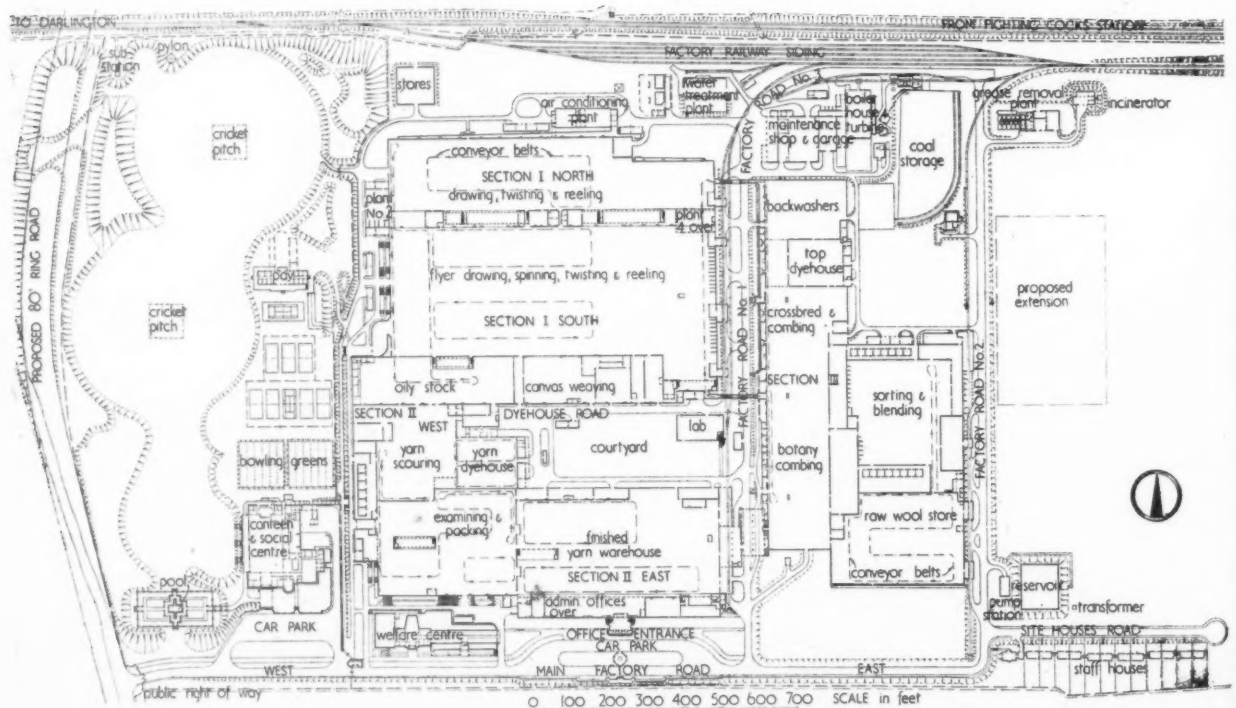 TO DARLINGTON
FROM FIGHTING COCKS STATION
FACTORY RAILWAY SIDING
sub-
station
pylon
stores
air conditioning
plant
water
treatment
plant
FACTORY ROAD No. 3
maintenance
shop & garage
boiler
house &
turbine
coal
storage
grease removal
plant
incinerator
cricket
pitch
conveyor belts
SECTION I NORTH
drawing, twisting & reeling
plant
No. 2
plant
4 over
backwashers
top
dyehouse
flyer drawing, spinning, twisting & reeling
SECTION I SOUTH
PROPOSED 80' RING ROAD
pav.
cricket
pitch
FACTORY ROAD No. 1
crossbred &
combing
SECTION III
proposed
extension
FACTORY ROAD No. 2
oily stock
canvas weaving
SECTION II
WEST
DYEHOUSE ROAD
lab
sorting &
blending
yarn
scouring
yarn
dyehouse
courtyard
botany
combing
bowling greens
canteen
& social
centre
examining &
packing
finished
yarn warehouse
SECTION II EAST
raw wool store
conveyor belts
pool
CAR PARK
welfare centre
admin offices
over
OFFICE ENTRANCE
CAR PARK
pump
station
reservoir
transformer
SITE HOUSES ROAD
staff houses
WEST
MAIN FACTORY ROAD
EAST
public right of way
0 100 200 300 400 500 600 700 SCALE in feet